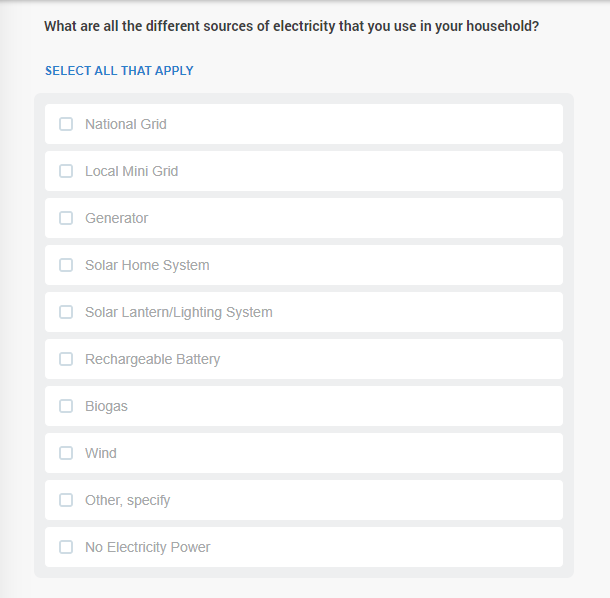 What are all the different sources of electricity that you use in your household?
SELECT ALL THAT APPLY
National Grid
Local Mini Grid
Generator
Solar Home System
Solar Lantern/Lighting System
Rechargeable Battery
Biogas
Wind
Other, specify
No Electricity Power